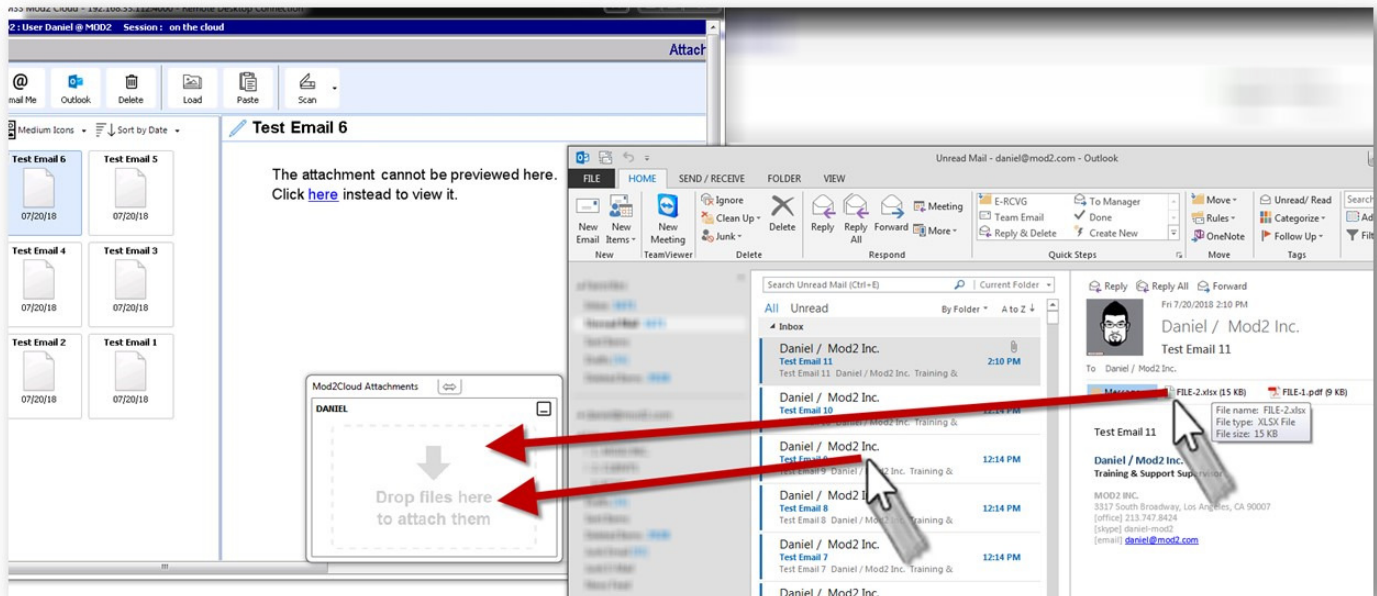 2 : User Daniel @ MOD2 Session : on the cloud
Attach
mail Me
Outlook
Delete
Load
Paste
Scan
Medium Icons
Sort by Date
Test Email 6
Test Email 6
07/20/18
Test Email 5
07/20/18
Test Email 4
07/20/18
Test Email 3
07/20/18
Test Email 2
07/20/18
Test Email 1
07/20/18
The attachment cannot be previewed here.
Click here instead to view it.
Mod2Cloud Attachments
DANIEL
Drop files here
to attach them
Unread Mail - daniel@mod2.com - Outlook
FILE
HOME
SEND / RECEIVE
FOLDER
VIEW
New Email
New Items
New
New Meeting
TeamViewer
Ignore
Clean Up
Junk
Delete
Delete
Reply
Reply All
Forward
Meeting
More
Respond
E-RCVG
Team Email
Reply & Delete
To Manager
Done
Create New
Quick Steps
Move
Rules
OneNote
Move
Unread/ Read
Categorize
Follow Up
Tags
Search
Ad
Filt
Search Unread Mail (Ctrl+E)
Current Folder
All Unread
By Folder
A to Z
Inbox
Daniel / Mod2 Inc.
Test Email 11
2:10 PM
Test Email 11 Daniel / Mod2 Inc. Training &
Daniel / Mod2 Inc.
Test Email 10
12:14 PM
Mod2 Inc. Training &
Daniel / Mod2 Inc.
12:14 PM
Test Email 9 Daniel / Mod2 Inc. Training &
Daniel / Mod2
Test Email 8
12:14 PM
Test Email 8 Daniel / Training &
Daniel / Mod2 Inc.
Test Email 7
12:14 PM
Test Email 7 Daniel / Mod2 Inc. Training &
Daniel / Mod2 Inc.
Reply
Reply All
Forward
Fri 7/20/2018 2:10 PM
Daniel / Mod2 Inc.
Test Email 11
To Daniel / Mod2 Inc.
Message
FILE-2.xlsx (15 KB)
FILE-1.pdf (9 KB)
File name: FILE-2.xlsx
File type: XLSX File
File size: 15 KB
Test Email 11
Daniel / Mod2 Inc.
Training & Support Supervisor
MOD2 INC.
3317 South Broadway, Los Angeles, CA 90007
[office] 213.747.8424
[skype] daniel-mod2
[email] daniel@mod2.com